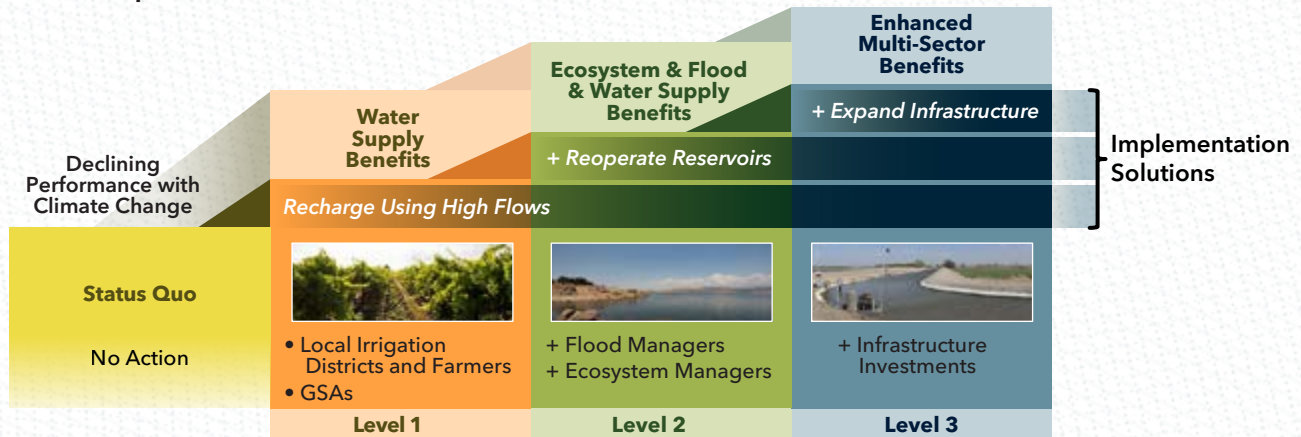 Declining
Performance with
Climate Change
Status Quo
No Action
Water
Supply
Benefits
Recharge Using High Flows
• Local Irrigation
Districts and Farmers
• GSAs
Level 1
Ecosystem & Flood
& Water Supply
Benefits
+ Reoperate Reservoirs
+ Flood Managers
+ Ecosystem Managers
Level 2
Enhanced
Multi-Sector
Benefits
+ Expand Infrastructure
+ Infrastructure
Investments
Level 3
Implementation
Solutions